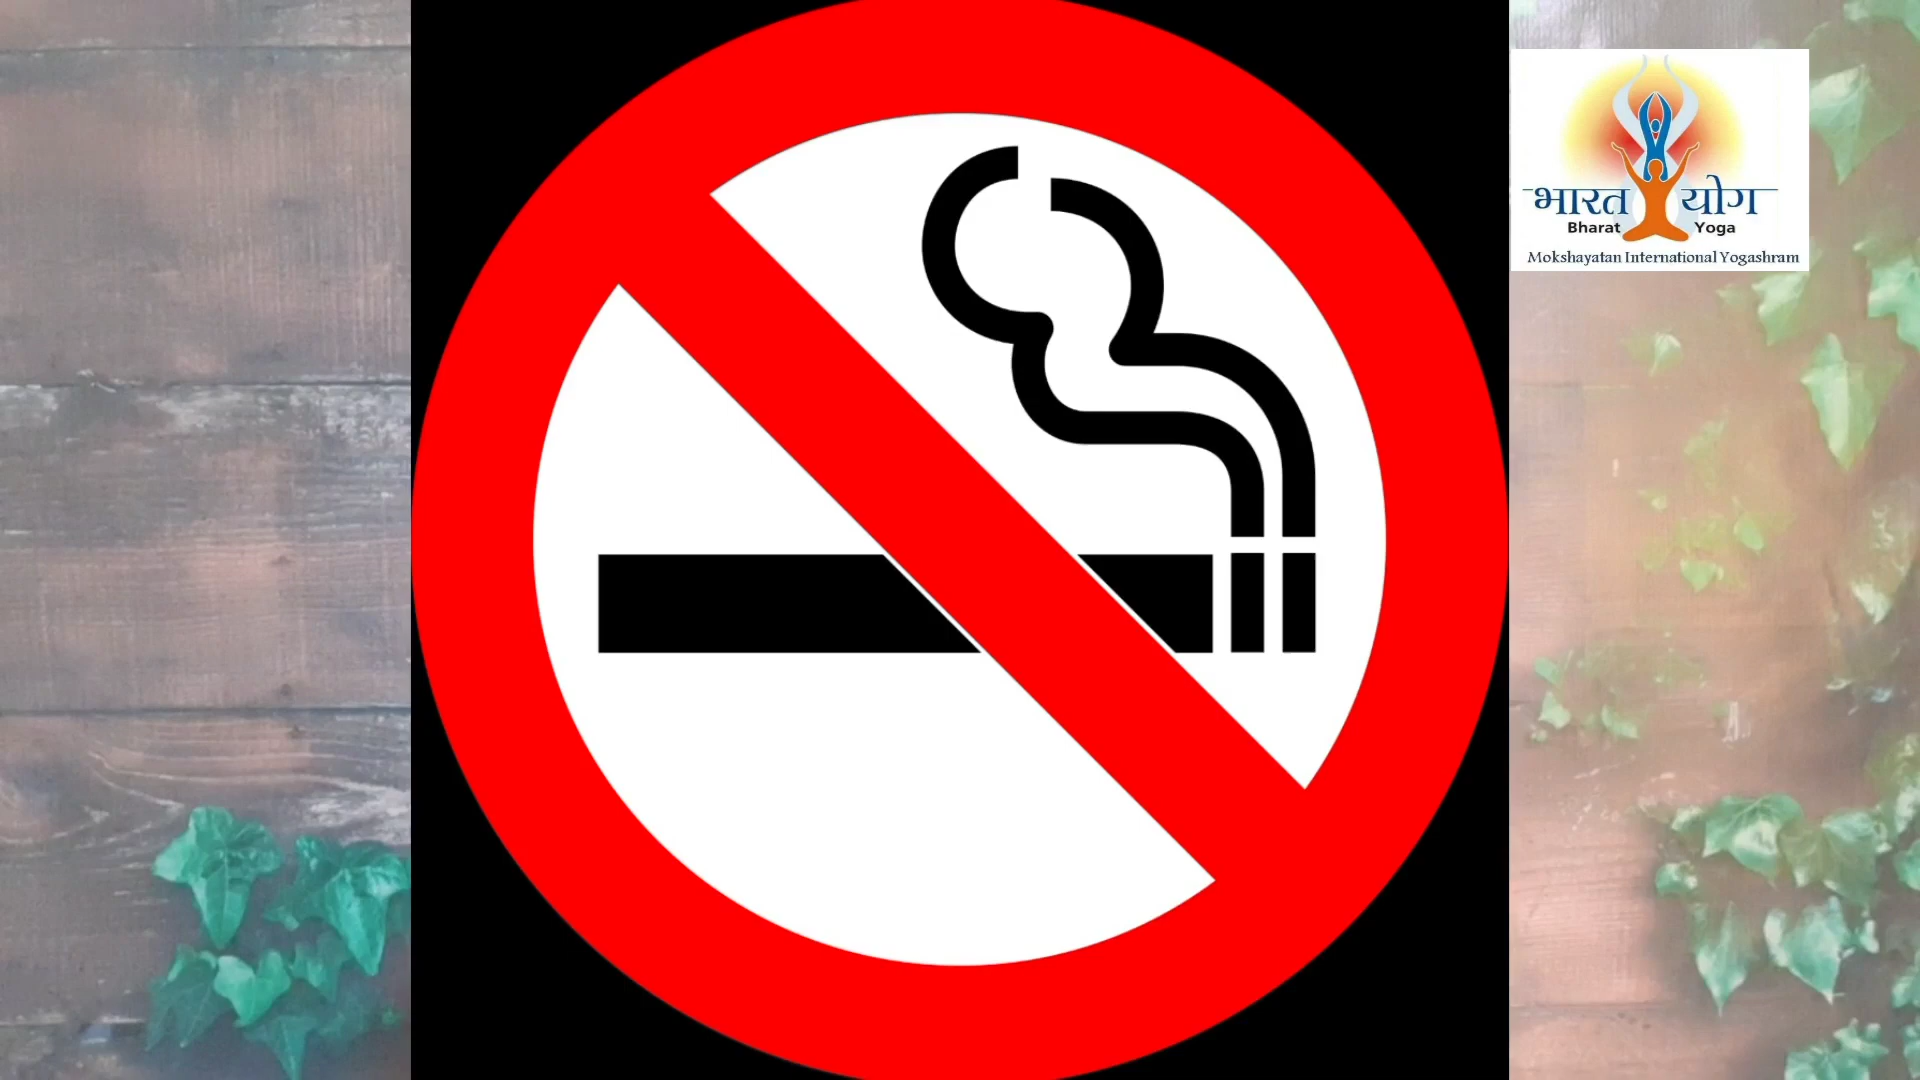 भारत योग
Bharat Yoga
Mokshayatan International Yogashram